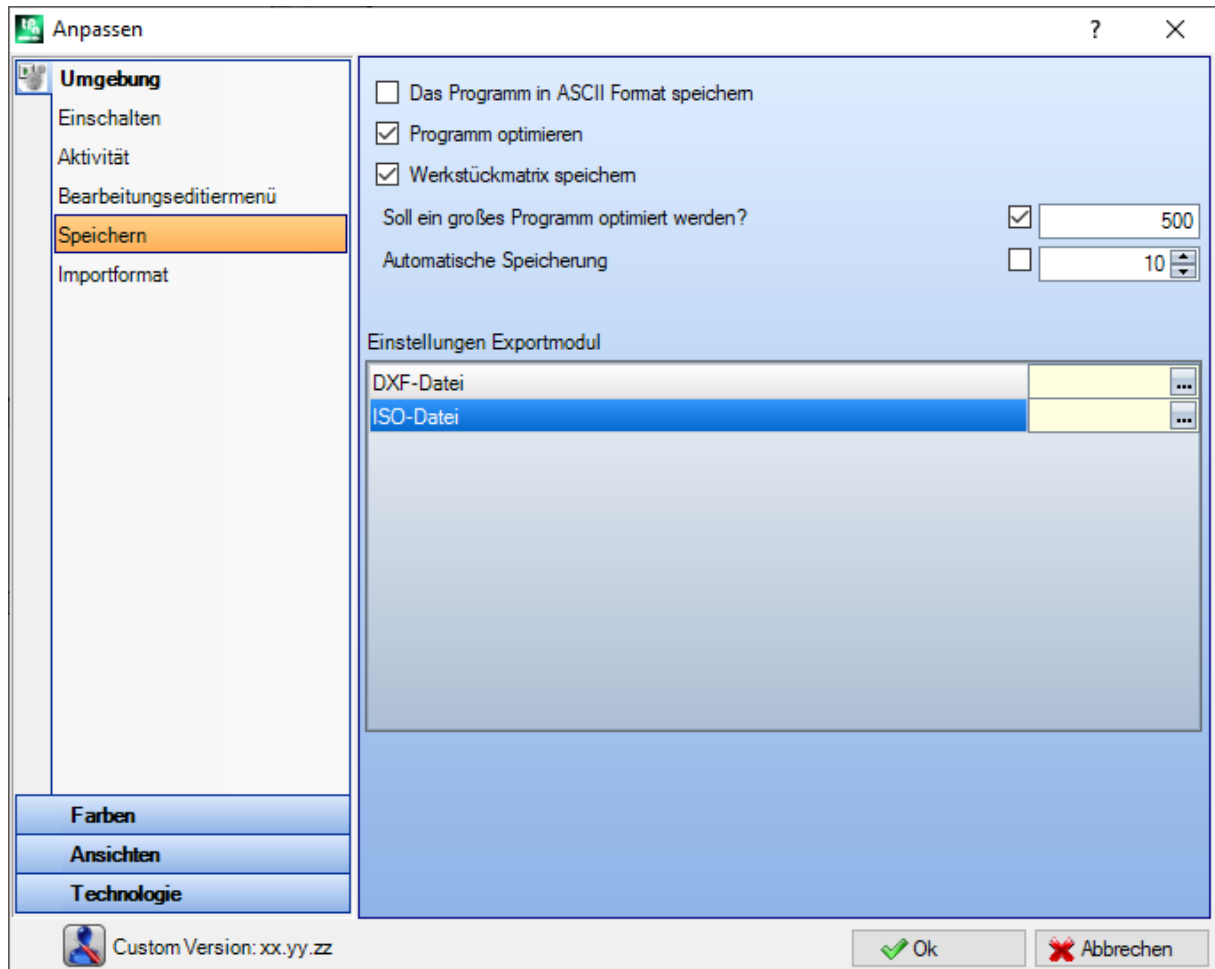 Anpassen
?
Umgebung
Einschalten
Aktivität
Bearbeitungseditiermenü
Speichern
Importformat
Farben
Ansichten
Technologie
Das Programm in ASCII Format speichern
Programm optimieren
Werkstückmatrix speichern
Soll ein großes Programm optimiert werden? 500
Automatische Speicherung 10
Einstellungen Exportmodul
DXF-Datei ...
ISO-Datei ...
Custom Version: xx.yy.zz
Ok
Abbrechen